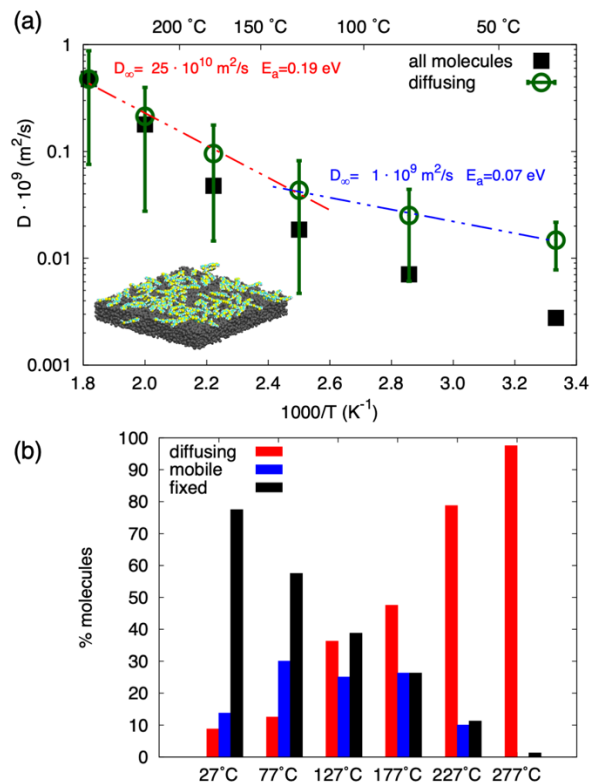 (a)
200 °C 150 °C 100 °C 50 °C
D∞= 25 · 10¹⁰ m²/s Eₐ=0.19 eV
all molecules
diffusing
D∞= 1 · 10⁹ m²/s Eₐ=0.07 eV
D · 10⁹ (m²/s)
1
0.1
0.01
0.001
1.8 2.0 2.2 2.4 2.6 2.8 3.0 3.2 3.4
1000/T (K⁻¹)
(b)
diffusing
mobile
fixed
% molecules
100
90
80
70
60
50
40
30
20
10
0
27°C 77°C 127°C 177°C 227°C 277°C